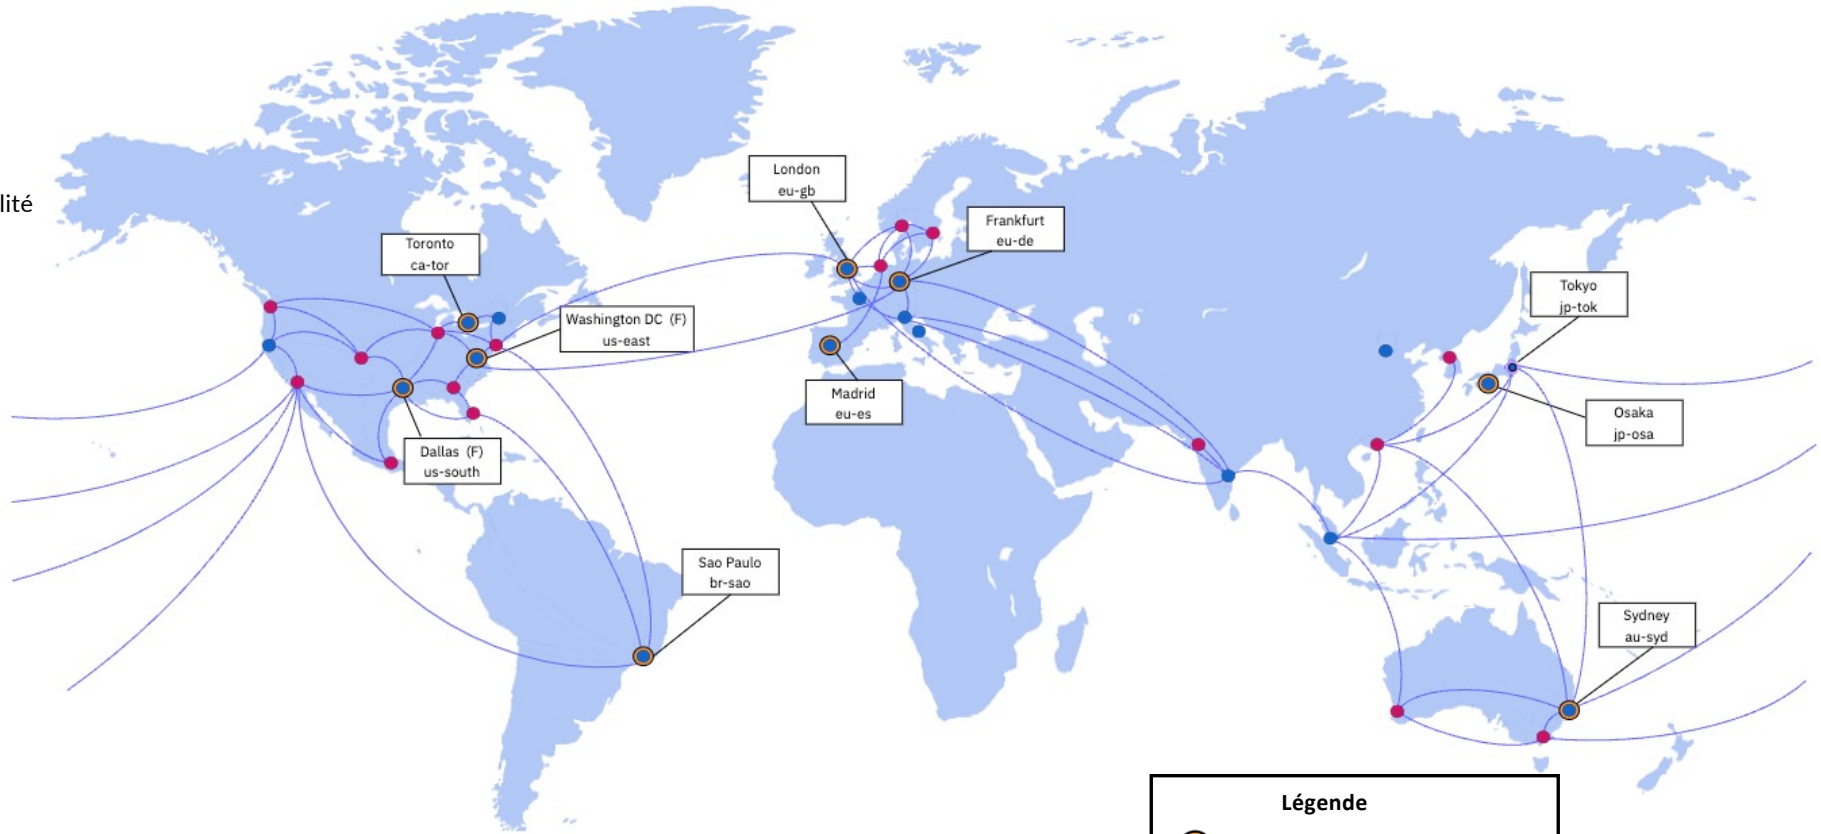 lité
London
eu-gb
Frankfurt
eu-de
Toronto
ca-tor
Tokyo
jp-tok
Washington DC (F)
us-east
Madrid
eu-es
Osaka
jp-osa
Dallas (F)
us-south
Sao Paulo
br-sao
Sydney
au-syd
Légende